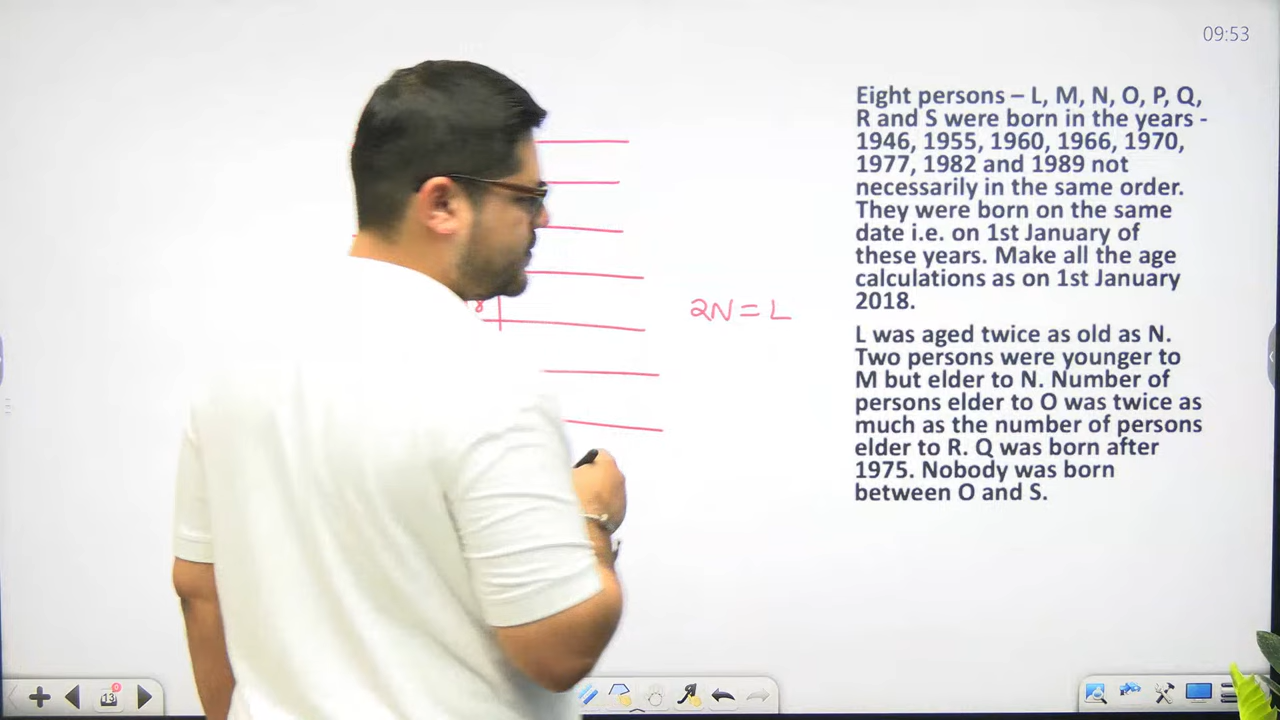 09:53
Eight persons – L, M, N, O, P, Q,
R and S were born in the years -
1946, 1955, 1960, 1966, 1970,
1977, 1982 and 1989 not
necessarily in the same order.
They were born on the same
date i.e. on 1st January of
these years. Make all the age
calculations as on 1st January
2018.
2N = L
L was aged twice as old as N.
Two persons were younger to
M but elder to N. Number of
persons elder to O was twice as
much as the number of persons
elder to R. Q was born after
1975. Nobody was born
between O and S.
13